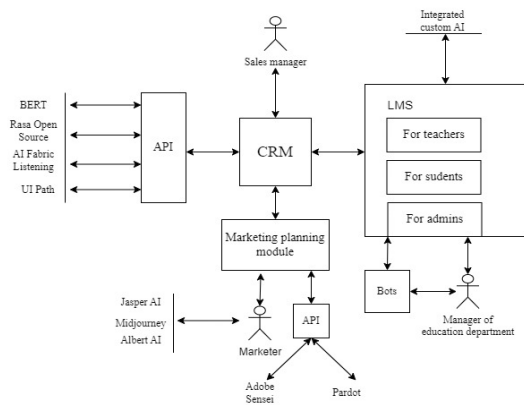 Integrated
custom AI
Sales manager
BERT
Rasa Open
Source
AI Fabric
Listening
UI Path
API
CRM
LMS
For teachers
For sudents
For admins
Marketing planning
module
Jasper AI
Midjourney
Albert AI
Marketer
API
Bots
Manager of
education department
Adobe
Sensei
Pardot